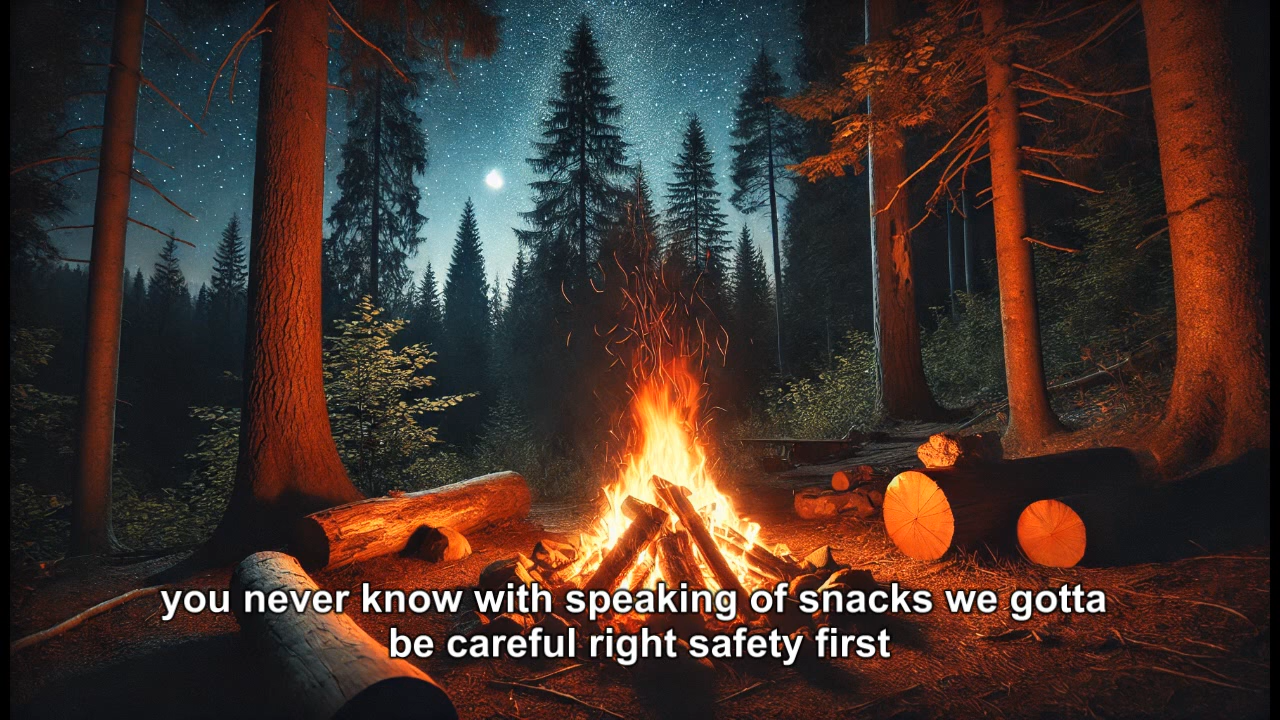 you never know with speaking of snacks we gotta
be careful right safety first